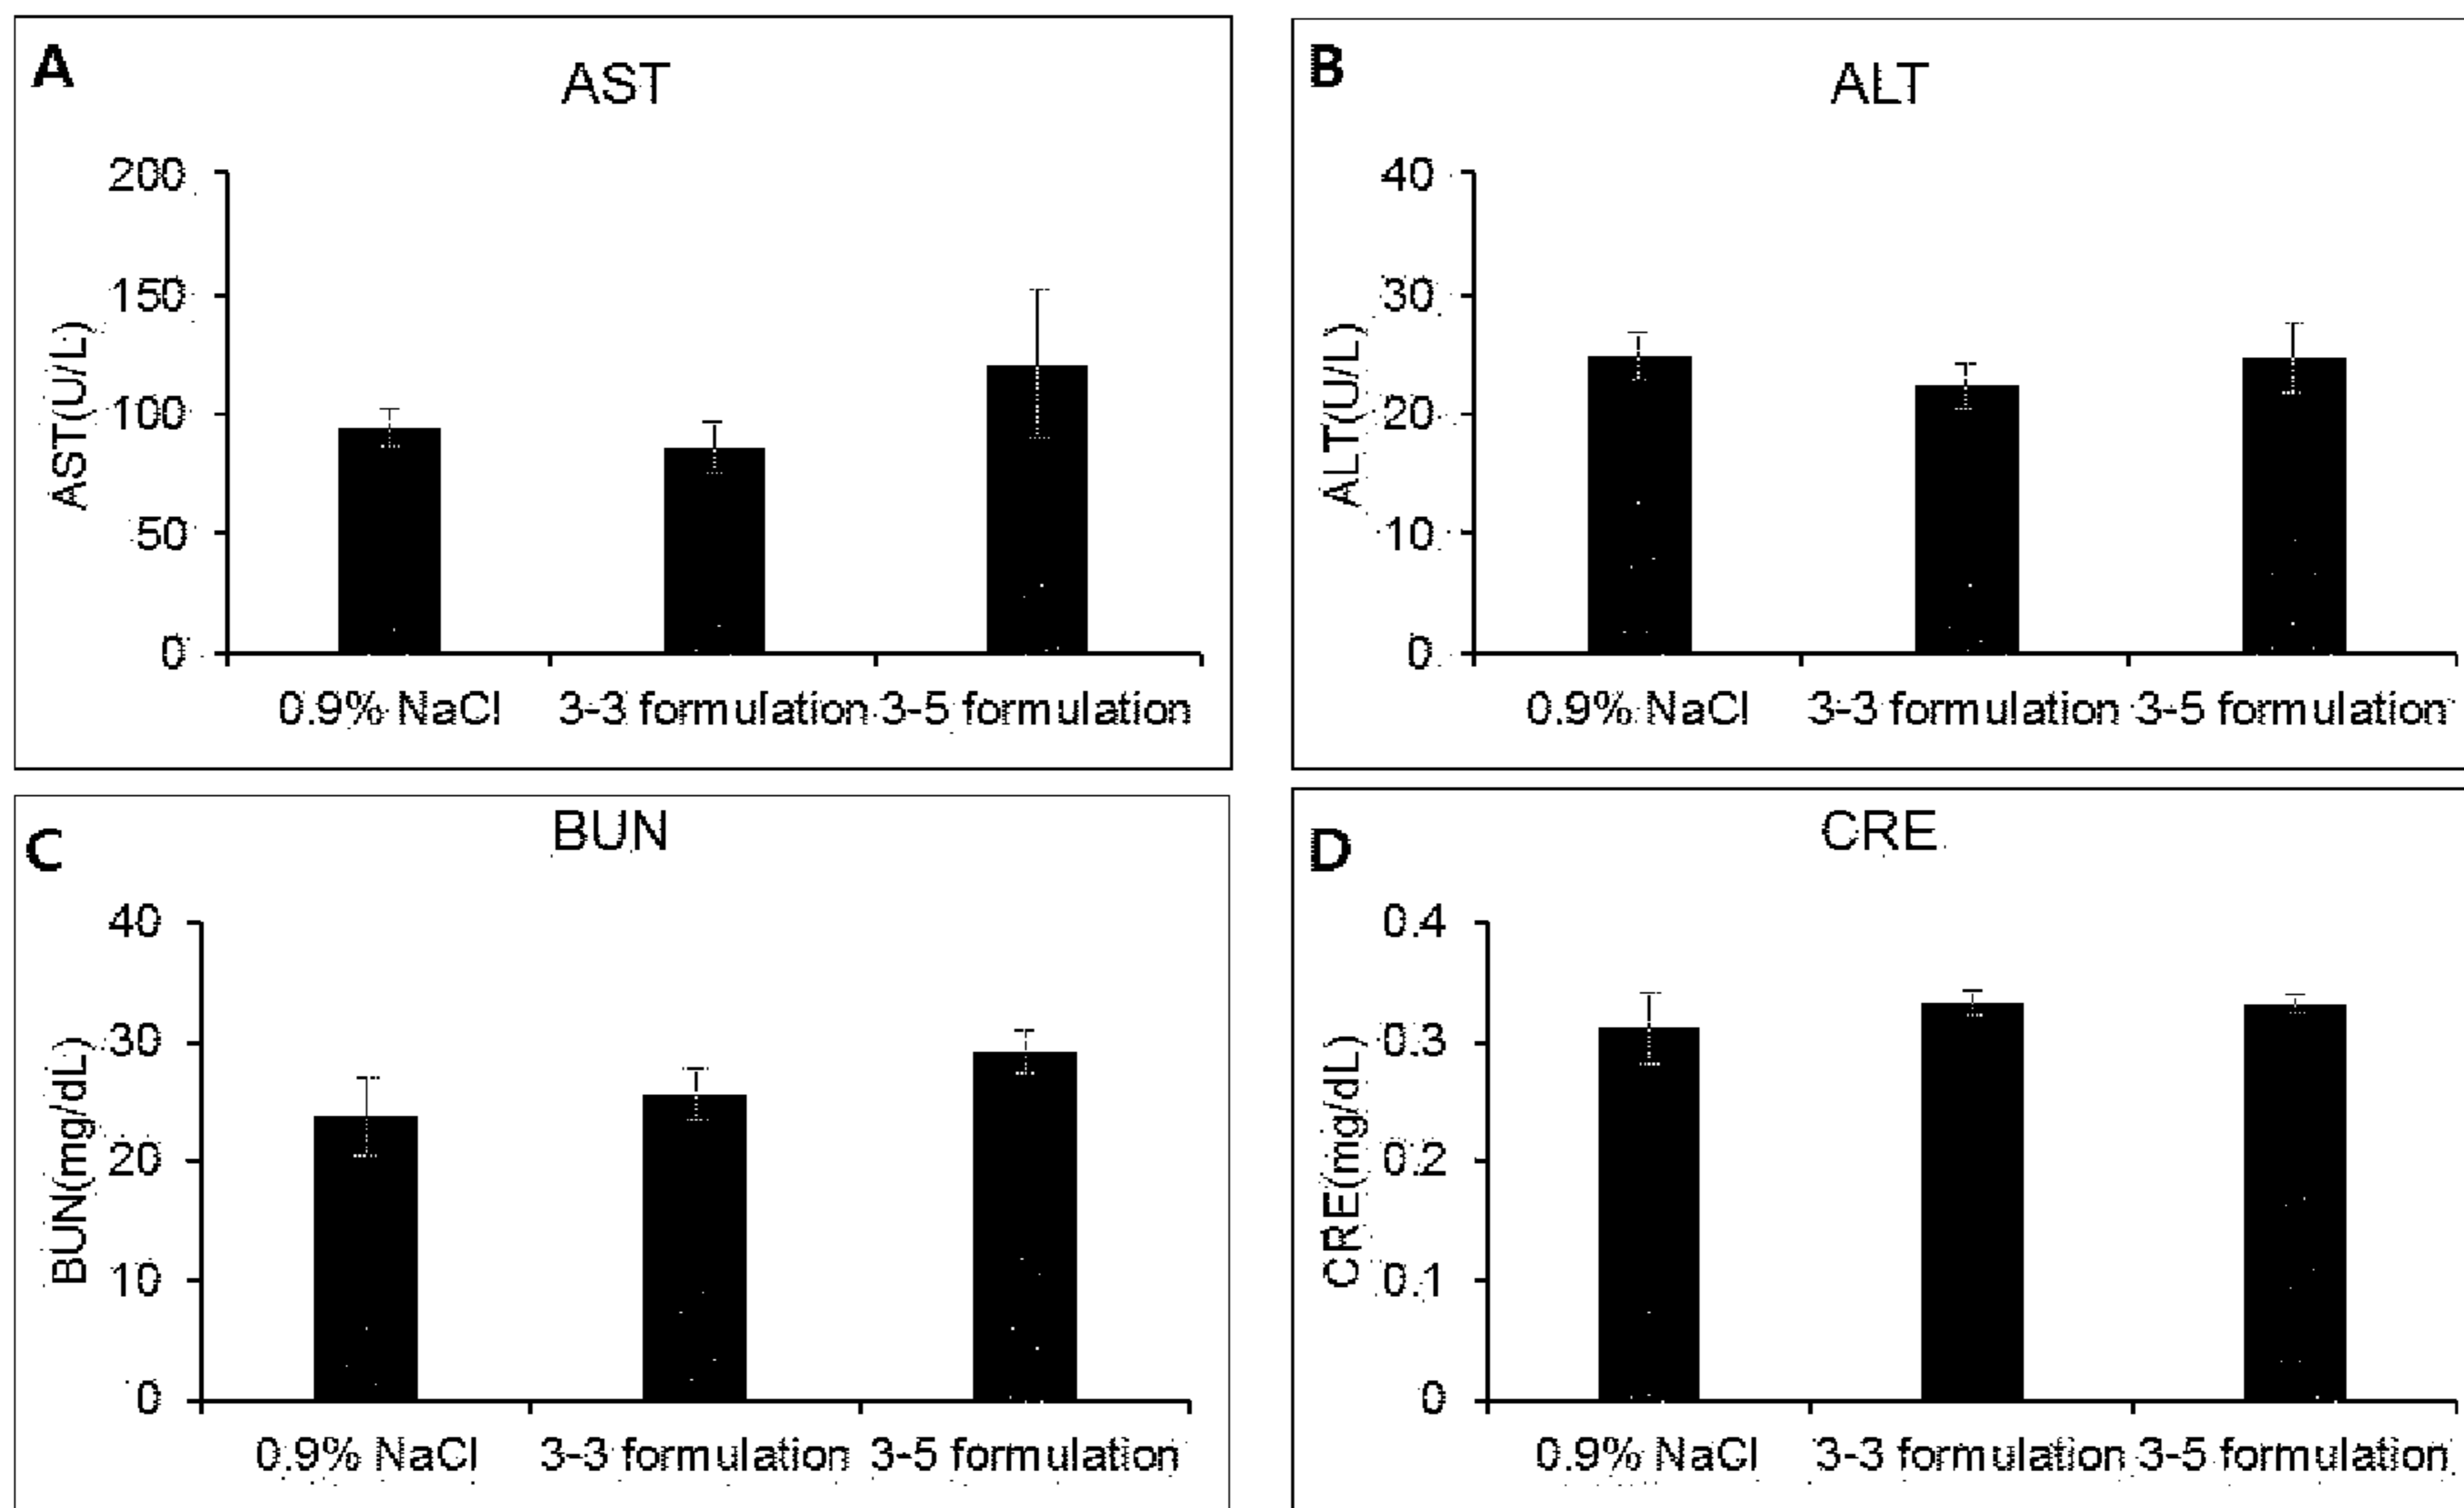 A
AST
200
150
100
50
0
AST(U/L)
0.9% NaCl 3-3 formulation 3-5 formulation
B
ALT
40
30
20
10
0
ALT(U/L)
0.9% NaCl 3-3 formulation 3-5 formulation
C
BUN
40
30
20
10
0
BUN(mg/dL)
0.9% NaCl 3-3 formulation 3-5 formulation
D
CRE
0.4
0.3
0.2
0.1
0
CRE(mg/dL)
0.9% NaCl 3-3 formulation 3-5 formulation